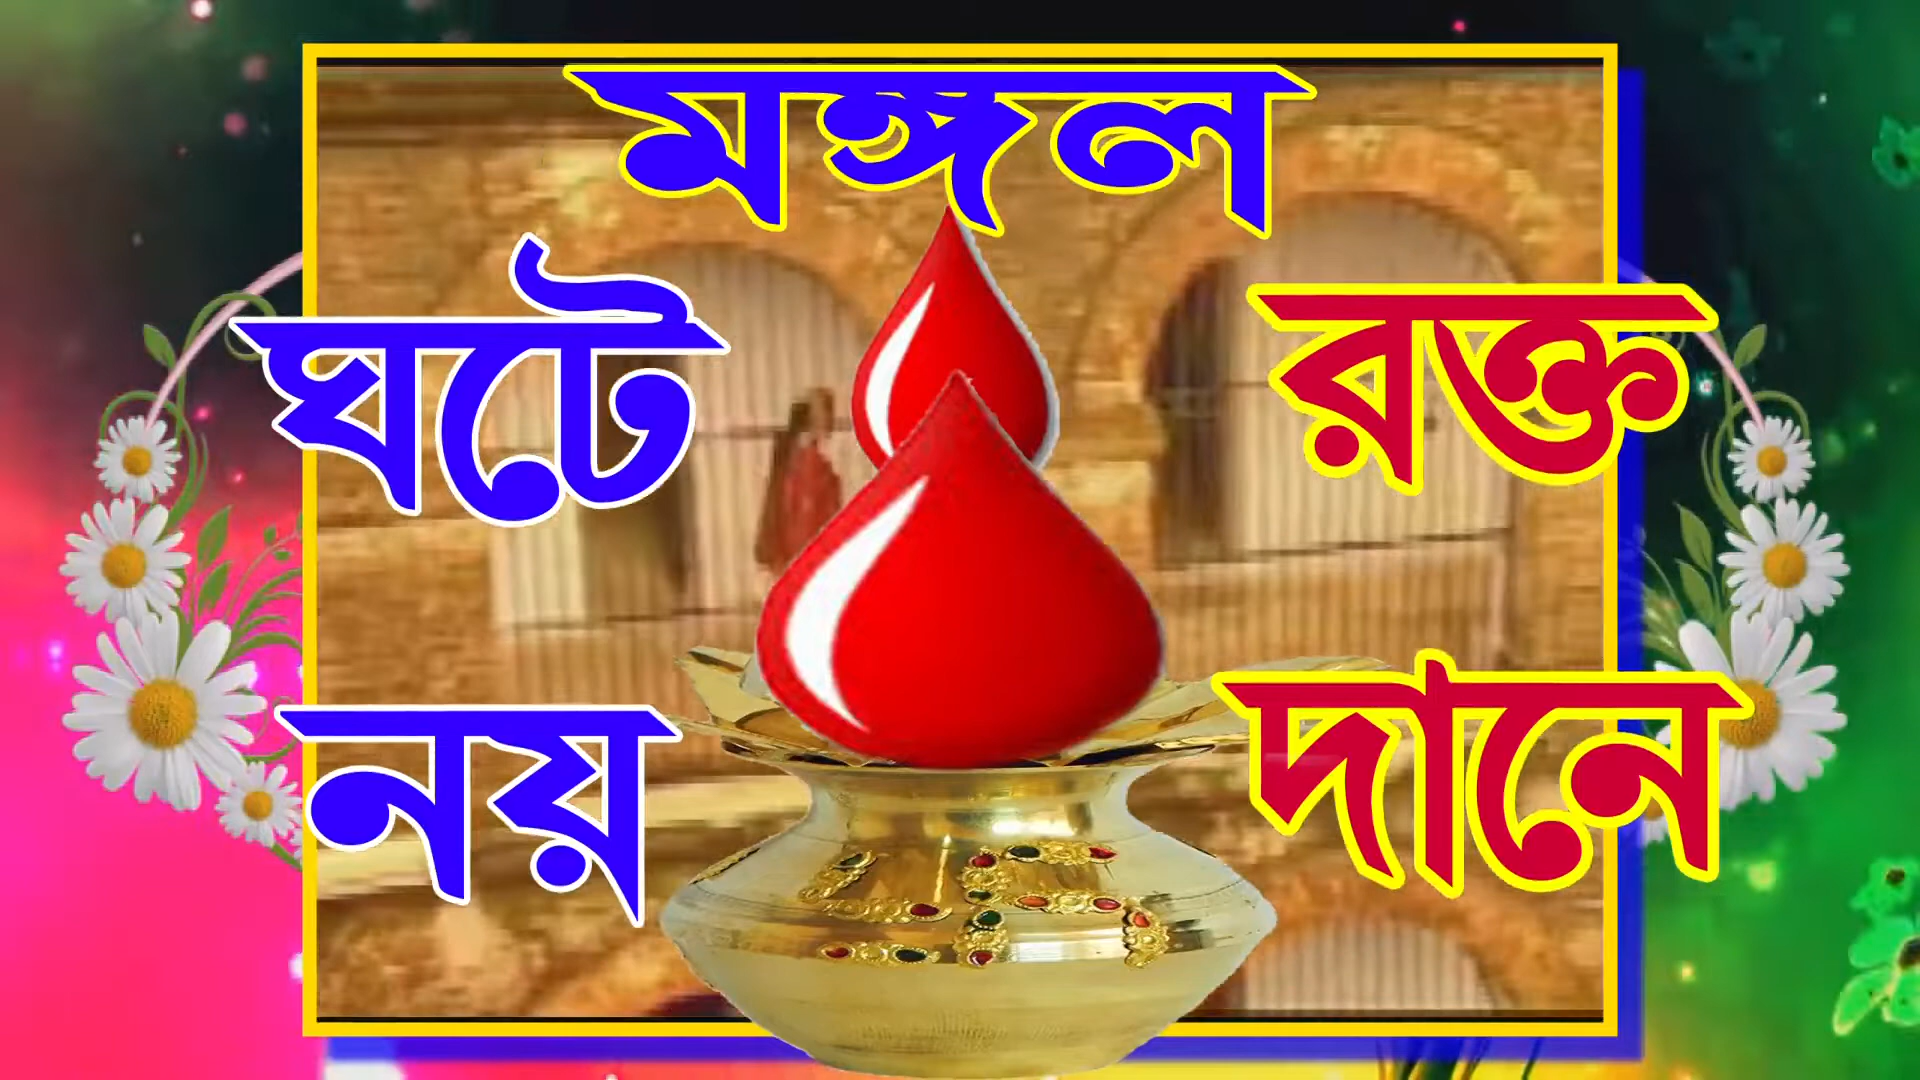 মঙ্গল
ঘটে
নয়
রক্ত
দানে